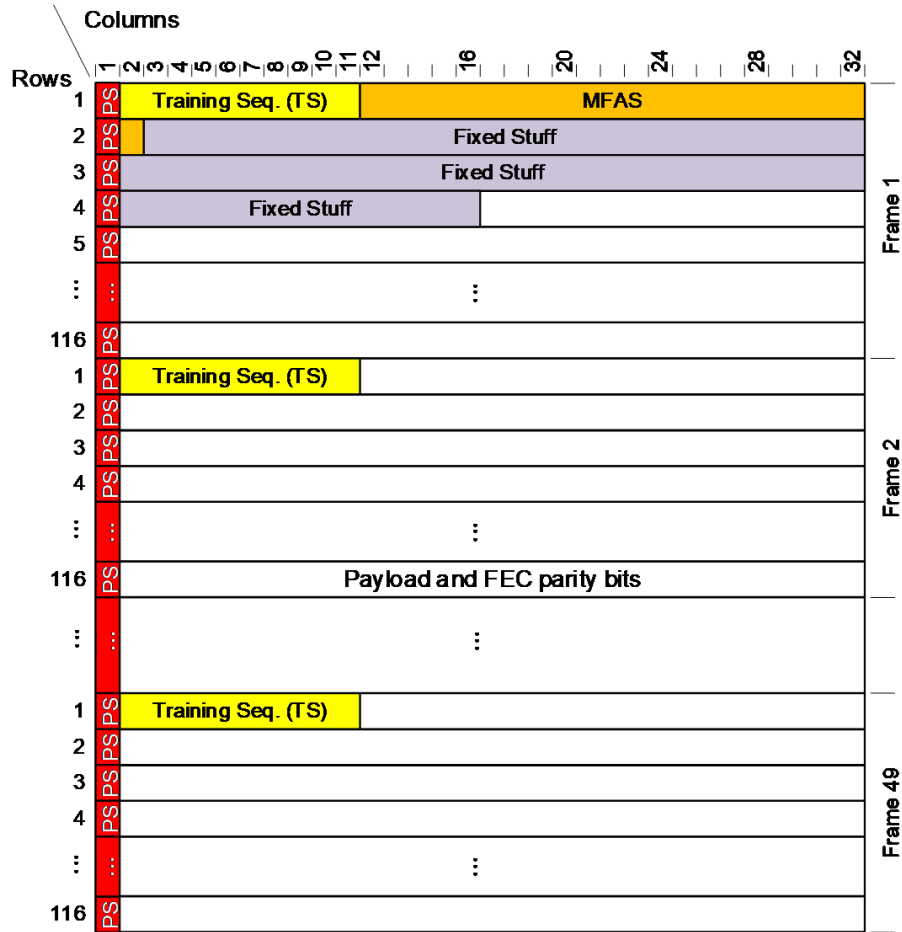 Columns
Rows 1 2 3 4 5 6 7 8 9 10 11 12 16 20 24 28 32
1 PS Training Seq. (TS) MFAS
2 PS Fixed Stuff
3 PS Fixed Stuff
4 PS Fixed Stuff
5 PS
... ... ...
116 PS
Frame 1
1 PS Training Seq. (TS)
2 PS
3 PS
4 PS
... ... ...
116 PS Payload and FEC parity bits
Frame 2
... ... ...
1 PS Training Seq. (TS)
2 PS
3 PS
4 PS
... ... ...
116 PS
Frame 49